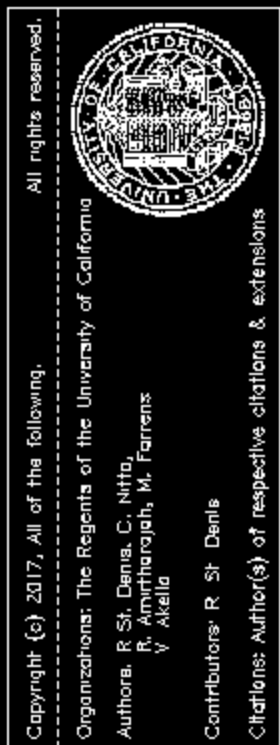 Copyright (c) 2017, All of the following, All rights reserved.
Organizations: The Regents of the University of California
Authors. R St. Denis, C. Nitta,
R. Amirtharajah, M. Farrens
V Akella
Contributors' R St Denis
Citations: Author(s) of respective citations & extensions
THE UNIVERSITY OF CALIFORNIA